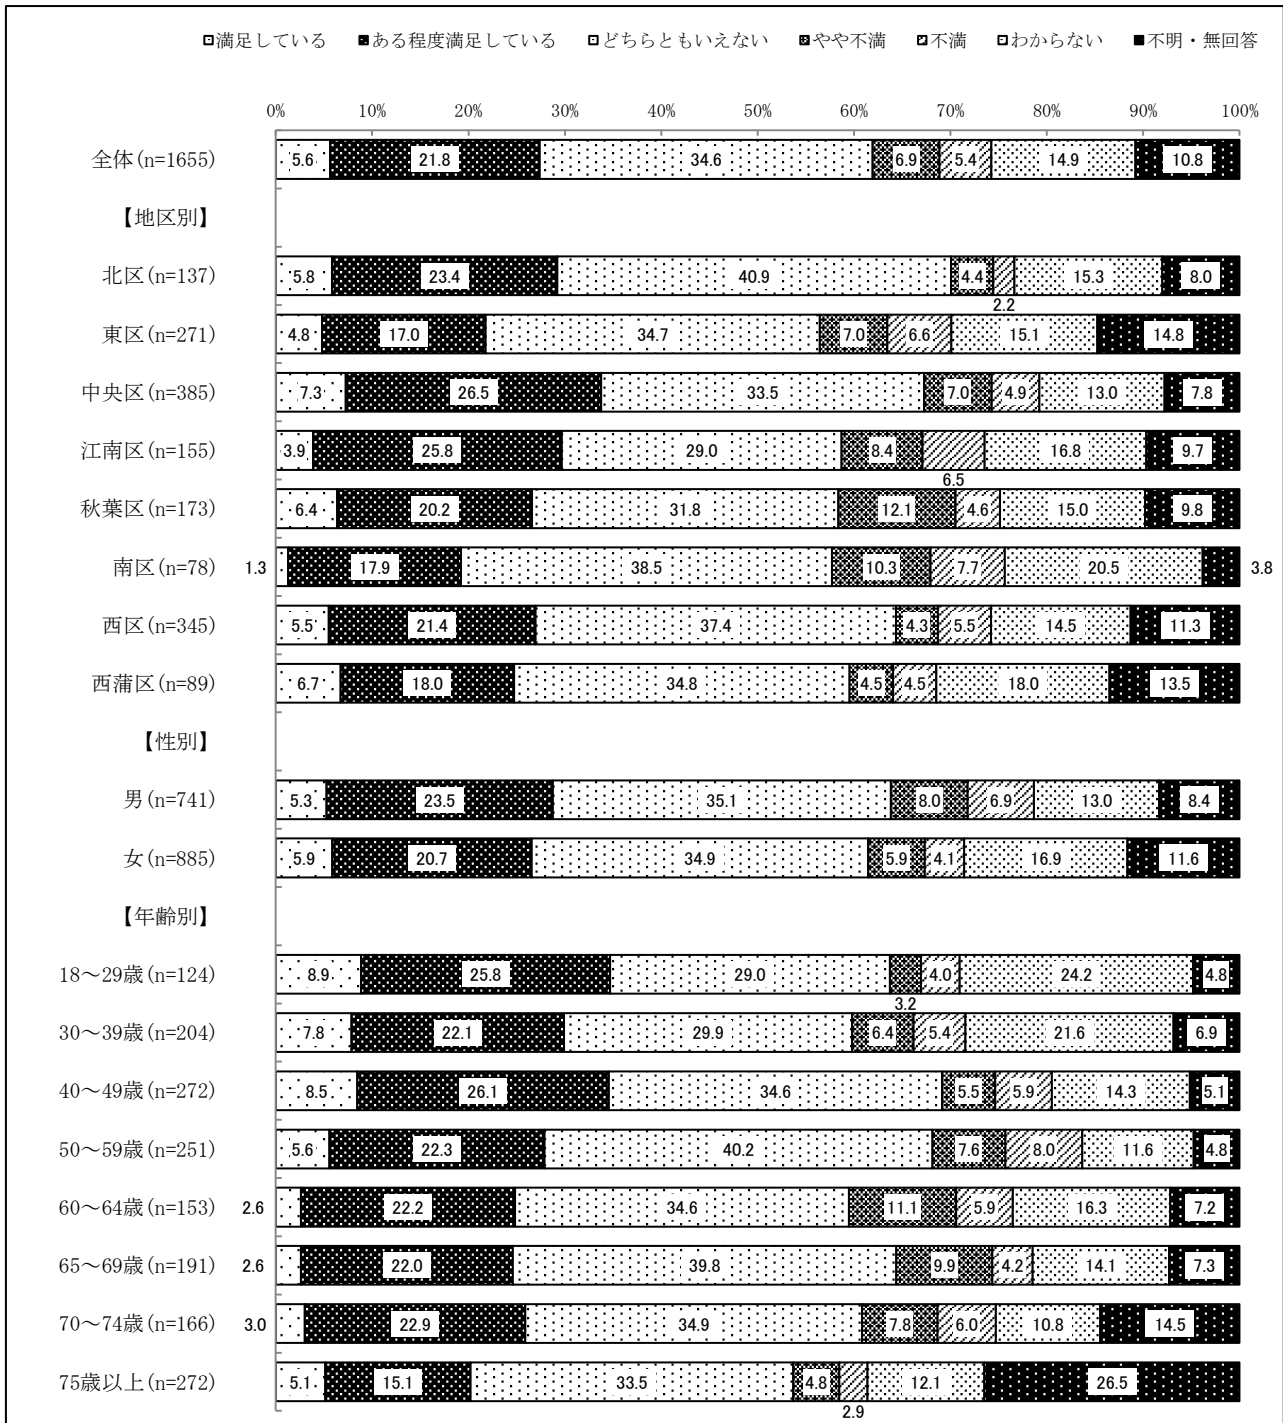 満足している ある程度満足している どちらともいえない やや不満 不満 わからない 不明・無回答
0% 10% 20% 30% 40% 50% 60% 70% 80% 90% 100%
全体(n=1655) 5.6 21.8 34.6 6.9 5.4 14.9 10.8
【地区別】
北区(n=137) 5.8 23.4 40.9 4.4 15.3 8.0
2.2
東区(n=271) 4.8 17.0 34.7 7.0 6.6 15.1 14.8
中央区(n=385) 7.3 26.5 33.5 7.0 4.9 13.0 7.8
江南区(n=155) 3.9 25.8 29.0 8.4 16.8 9.7
6.5
秋葉区(n=173) 6.4 20.2 31.8 12.1 4.6 15.0 9.8
南区(n=78) 1.3 17.9 38.5 10.3 7.7 20.5 3.8
西区(n=345) 5.5 21.4 37.4 4.3 5.5 14.5 11.3
西蒲区(n=89) 6.7 18.0 34.8 4.5 4.5 18.0 13.5
【性別】
男(n=741) 5.3 23.5 35.1 8.0 6.9 13.0 8.4
女(n=885) 5.9 20.7 34.9 5.9 4.1 16.9 11.6
【年齢別】
18～29歳(n=124) 8.9 25.8 29.0 4.0 24.2 4.8
3.2
30～39歳(n=204) 7.8 22.1 29.9 6.4 5.4 21.6 6.9
40～49歳(n=272) 8.5 26.1 34.6 5.5 5.9 14.3 5.1
50～59歳(n=251) 5.6 22.3 40.2 7.6 8.0 11.6 4.8
60～64歳(n=153) 2.6 22.2 34.6 11.1 5.9 16.3 7.2
65～69歳(n=191) 2.6 22.0 39.8 9.9 4.2 14.1 7.3
70～74歳(n=166) 3.0 22.9 34.9 7.8 6.0 10.8 14.5
75歳以上(n=272) 5.1 15.1 33.5 4.8 12.1 26.5
2.9